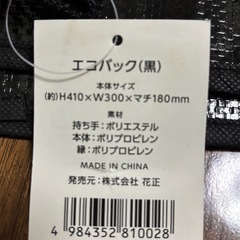 エコバック(黒)
本体サイズ
(約)H410×W300×マチ180mm
素材
持ち手:ポリエステル
本体:ポリプロピレン
縁:ポリプロピレン
MADE IN CHINA
発売元:株式会社 花正
4 984352 810028